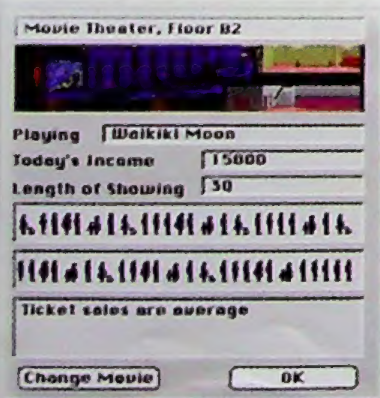 Movie Theater, Floor B2
Playing Waikiki Moon
Today's Income 15000
Length of Showing 30
Ticket sales are average
Change Movie OK